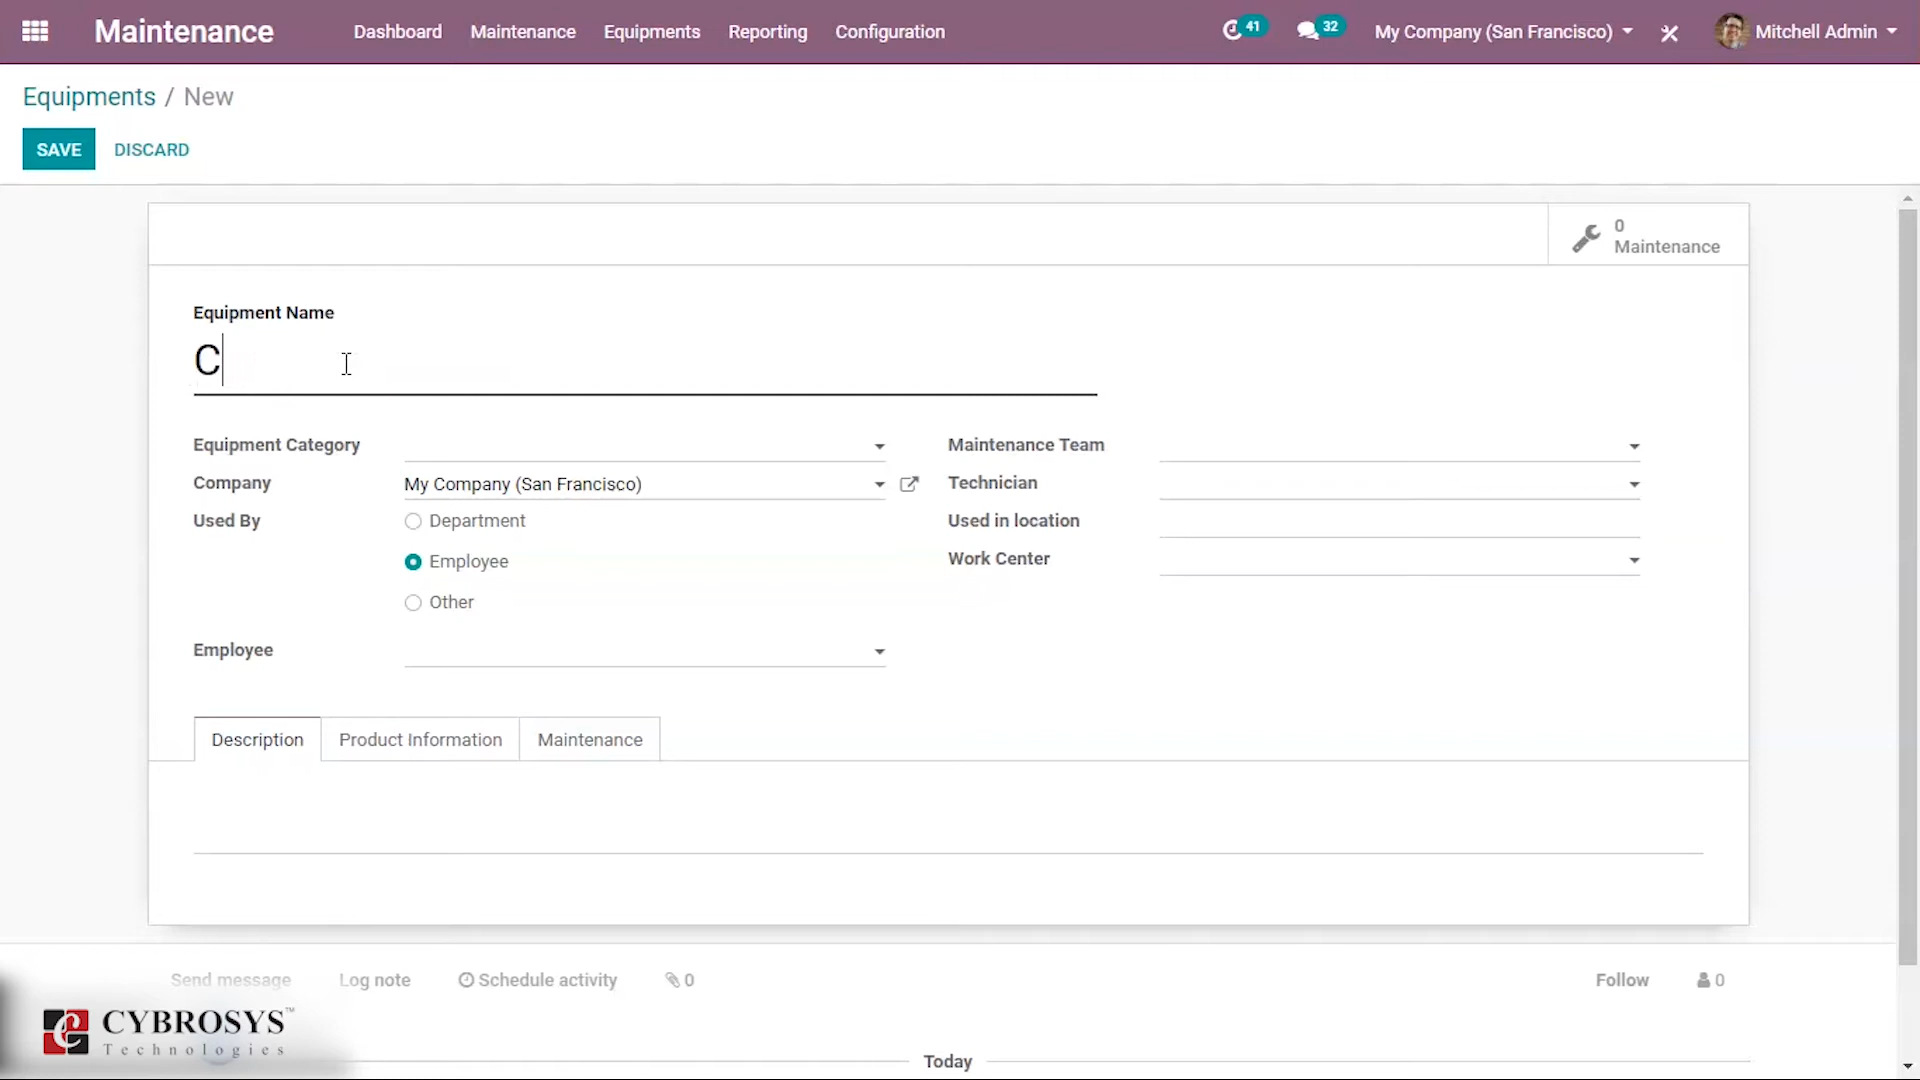 Maintenance Dashboard Maintenance Equipments Reporting Configuration 41 32 My Company (San Francisco) Mitchell Admin
Equipments / New
SAVE DISCARD
0
Maintenance
Equipment Name
C
Equipment Category Maintenance Team
Company My Company (San Francisco) Technician
Used By Department Used in location
Employee Work Center
Other
Employee
Description Product Information Maintenance
Send message Log note Schedule activity 0 Follow 0
CYBROSYS™
Technologies
Today